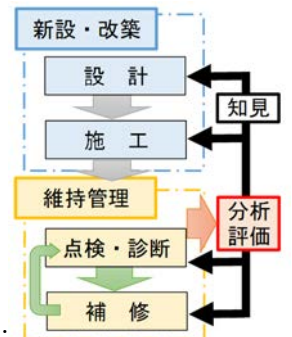 新設・改築
設　計
知見
施　工
維持管理
分析
評価
点検・診断
補　修
.